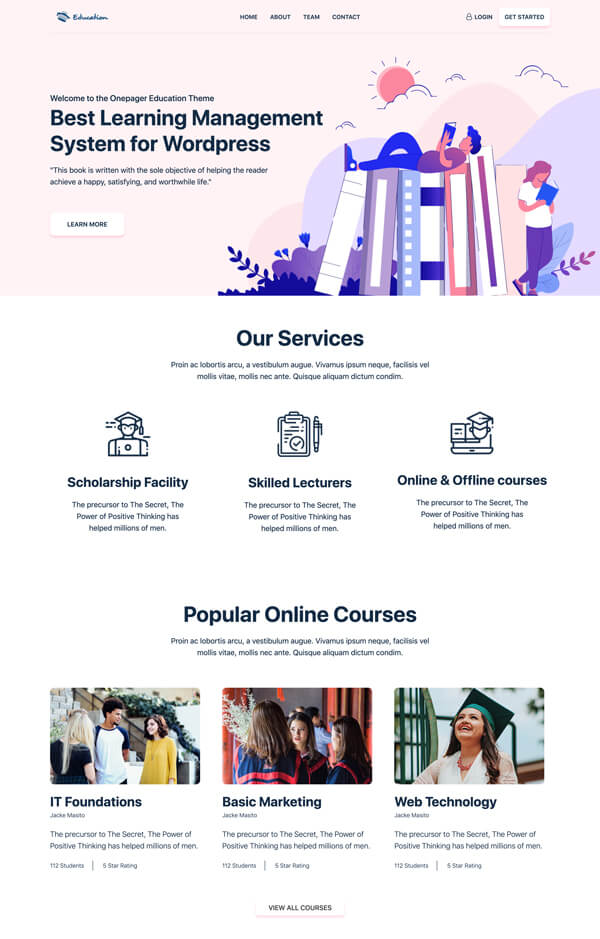 Education
HOME ABOUT TEAM CONTACT
LOGIN
GET STARTED
Welcome to the Onepager Education Theme
Best Learning Management
System for Wordpress
"This book is written with the sole objective of helping the reader
achieve a happy, satisfying, and worthwhile life."
LEARN MORE
Our Services
Proin ac lobortis arcu, a vestibulum augue. Vivamus ipsum neque, facilisis vel
mollis vitae, mollis nec ante. Quisque aliquam dictum condim.
Scholarship Facility
The precursor to The Secret, The
Power of Positive Thinking has
helped millions of men.
Skilled Lecturers
The precursor to The Secret, The
Power of Positive Thinking has
helped millions of men.
Online & Offline courses
The precursor to The Secret, The
Power of Positive Thinking has
helped millions of men.
Popular Online Courses
Proin ac lobortis arcu, a vestibulum augue. Vivamus ipsum neque, facilisis vel
mollis vitae, mollis nec ante. Quisque aliquam dictum condim.
IT Foundations
Jacke Masito
The precursor to The Secret, The Power of
Positive Thinking has helped millions of men.
112 Students 5 Star Rating
Basic Marketing
Jacke Masito
The precursor to The Secret, The Power of
Positive Thinking has helped millions of men.
112 Students 5 Star Rating
Web Technology
Jacke Masito
The precursor to The Secret, The Power of
Positive Thinking has helped millions of men.
112 Students 5 Star Rating
VIEW ALL COURSES